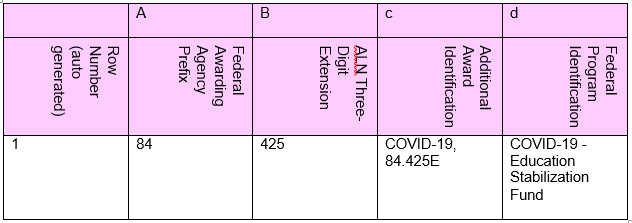 A
B
c
d
Row
Number
(auto
generated)
Federal
Awarding
Agency
Prefix
ALN Three-
Digit
Extension
Additional
Award
Identification
Federal
Program
Identification
1
84
425
COVID-19,
84.425E
COVID-19 -
Education
Stabilization
Fund